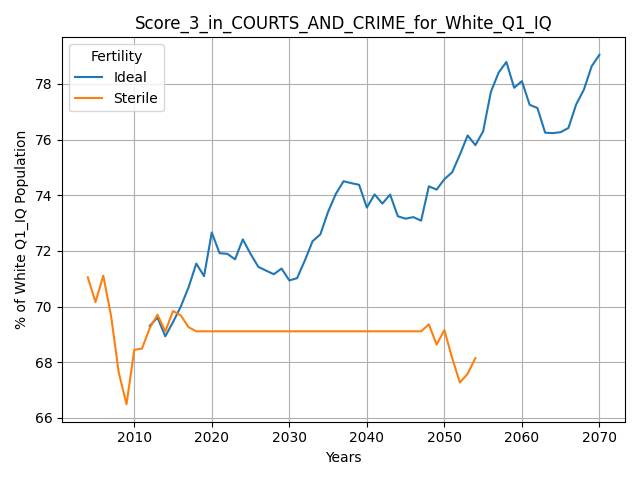 Score_3_in_COURTS_AND_CRIME_for_White_Q1_IQ
Fertility
Ideal
Sterile
% of White Q1_IQ Population
78
76
74
72
70
68
66
2010
2020
2030
2040
2050
2060
2070
Years